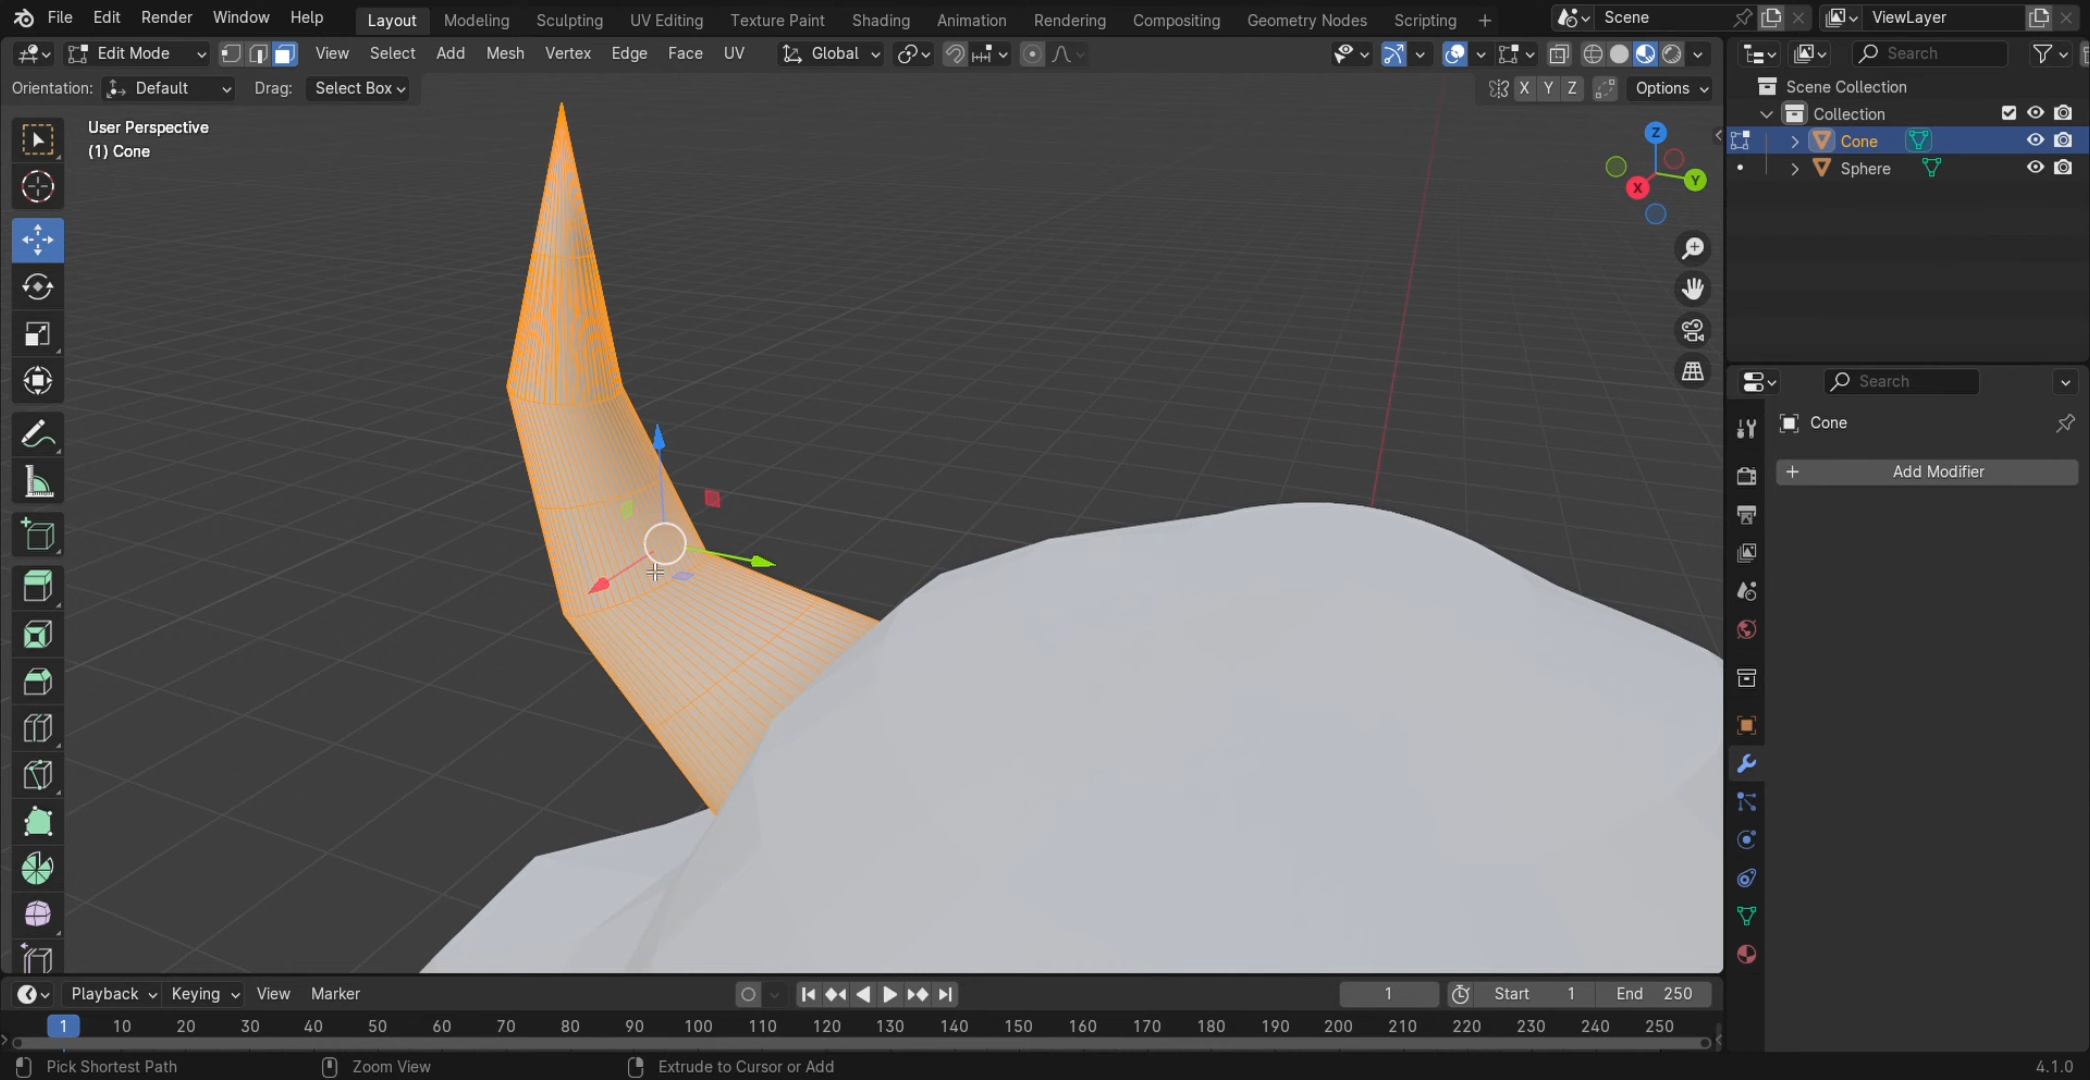 File Edit Render Window Help Layout Modeling Sculpting UV Editing Texture Paint Shading Animation Rendering Compositing Geometry Nodes Scripting + Scene ViewLayer
Edit Mode View Select Add Mesh Vertex Edge Face UV Global Search
Orientation: Default Drag: Select Box X Y Z Options
Scene Collection
Collection
Cone
Sphere
User Perspective
(1) Cone
Z
Y
X
Search
Cone
+ Add Modifier
Playback Keying View Marker 1 Start 1 End 250
1 10 20 30 40 50 60 70 80 90 100 110 120 130 140 150 160 170 180 190 200 210 220 230 240 250
Pick Shortest Path Zoom View Extrude to Cursor or Add 4.1.0